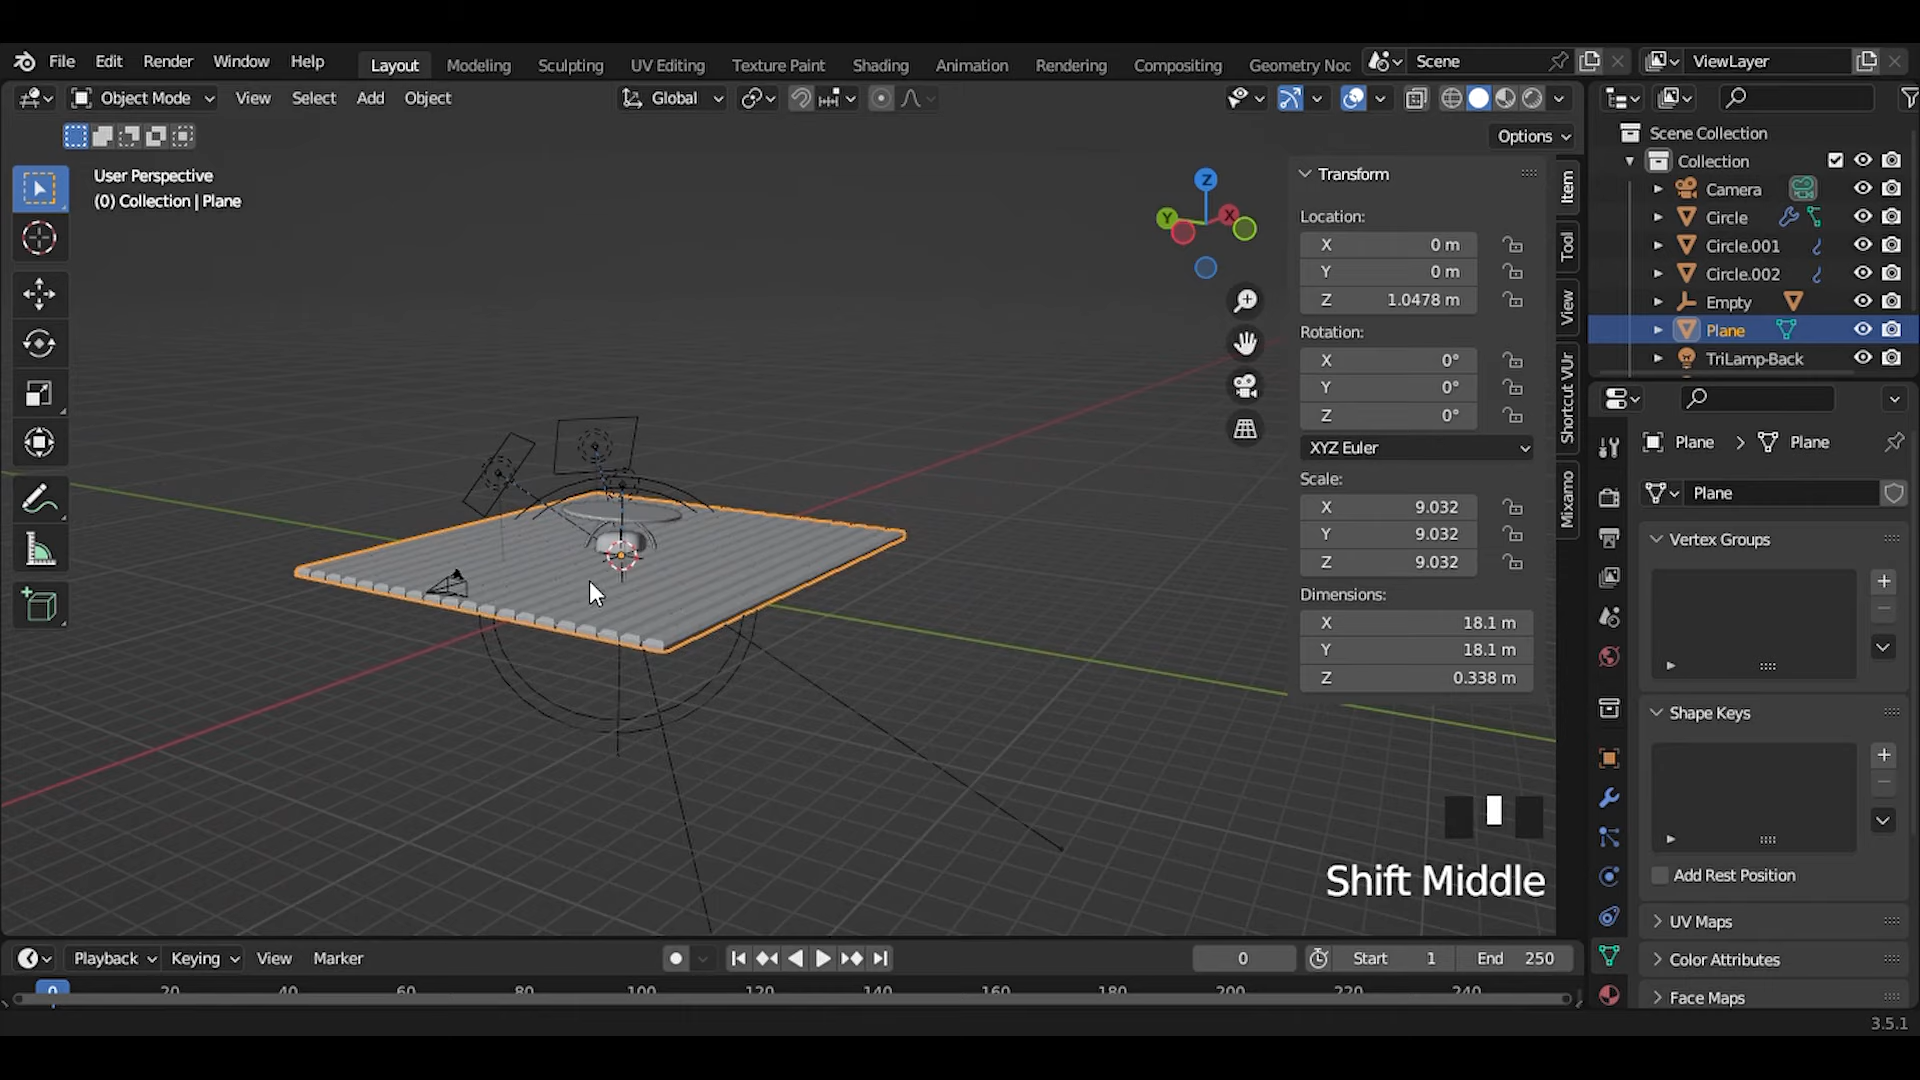 File Edit Render Window Help Layout Modeling Sculpting UV Editing Texture Paint Shading Animation Rendering Compositing Geometry Noc Scene ViewLayer
Object Mode View Select Add Object Global
Options
User Perspective
(0) Collection | Plane
Z
Y
X
Transform
Location:
X 0 m
Y 0 m
Z 1.0478 m
Rotation:
X 0°
Y 0°
Z 0°
XYZ Euler
Scale:
X 9.032
Y 9.032
Z 9.032
Dimensions:
X 18.1 m
Y 18.1 m
Z 0.338 m
Item
Tool
View
Shortcut VUr
Mixamo
Shift Middle
Scene Collection
Collection
Camera
Circle
Circle.001
Circle.002
Empty
Plane
TriLamp-Back
Plane > Plane
Plane
Vertex Groups
Shape Keys
Add Rest Position
UV Maps
Color Attributes
Face Maps
Playback Keying View Marker 0 Start 1 End 250
0 20 40 60 80 100 120 140 160 180 200 220 240
3.5.1